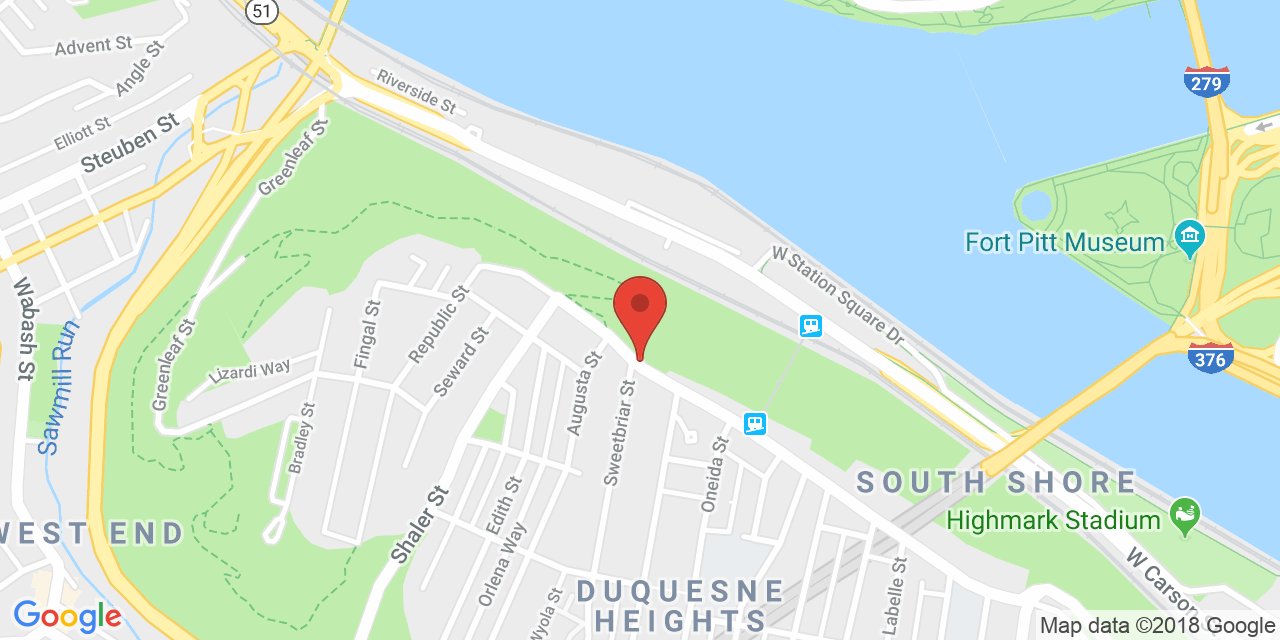 51
Advent St
Angle St
Riverside St
279
Elliott St
Steuben St
Greenleaf St
Fort Pitt Museum
W Station Square Dr
Wabash St
Sawmill Run
Greenleaf St
Lizardi Way
Fingal St
Republic St
Seward St
Augusta St
376
Bradley St
Sweetbriar St
Oneida St
SOUTH SHORE
Highmark Stadium
Edith St
Shaler St
Orlena Way
WEST END
W Carson
DUQUESNE
HEIGHTS
Wyola St
Labelle St
Google
Map data ©2018 Google